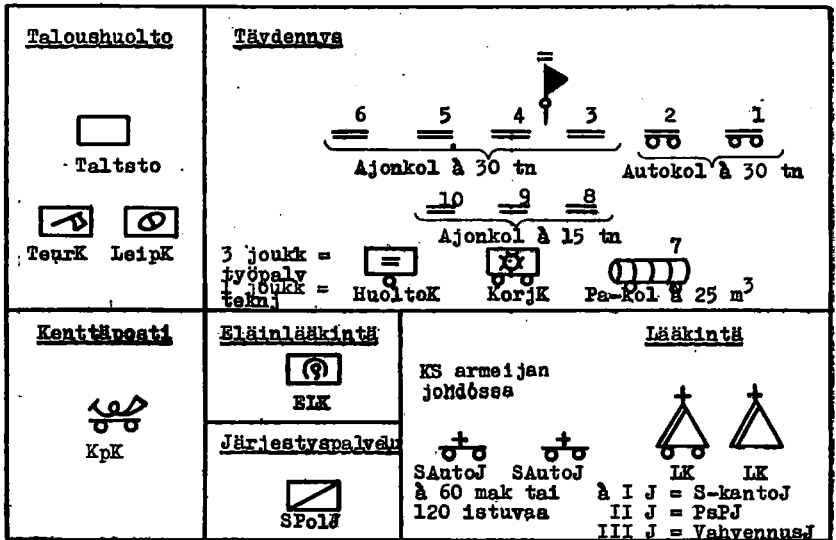 Taloushuolto
Taltsto
TeurK LeipK
Täydennys
6 5 4 3 2 1
Ajonkol à 30 tn Autokol à 30 tn
10 9 8
Ajonkol à 15 tn
3 joukk =
työpalv
1 joukk =
teknj
7
HuoltoK KorjK Pa-kol à 25 m³
Kenttäposti
KpK
Eläinlääkintä
ELK
Järjestyspalvelu
SPolJ
Lääkintä
KS armeijan
johdossa
SAutoJ SAutoJ LK LK
à 60 mak tai
120 istuvaa
à I J = S-kantoJ
II J = PsPJ
III J = VahvennusJ